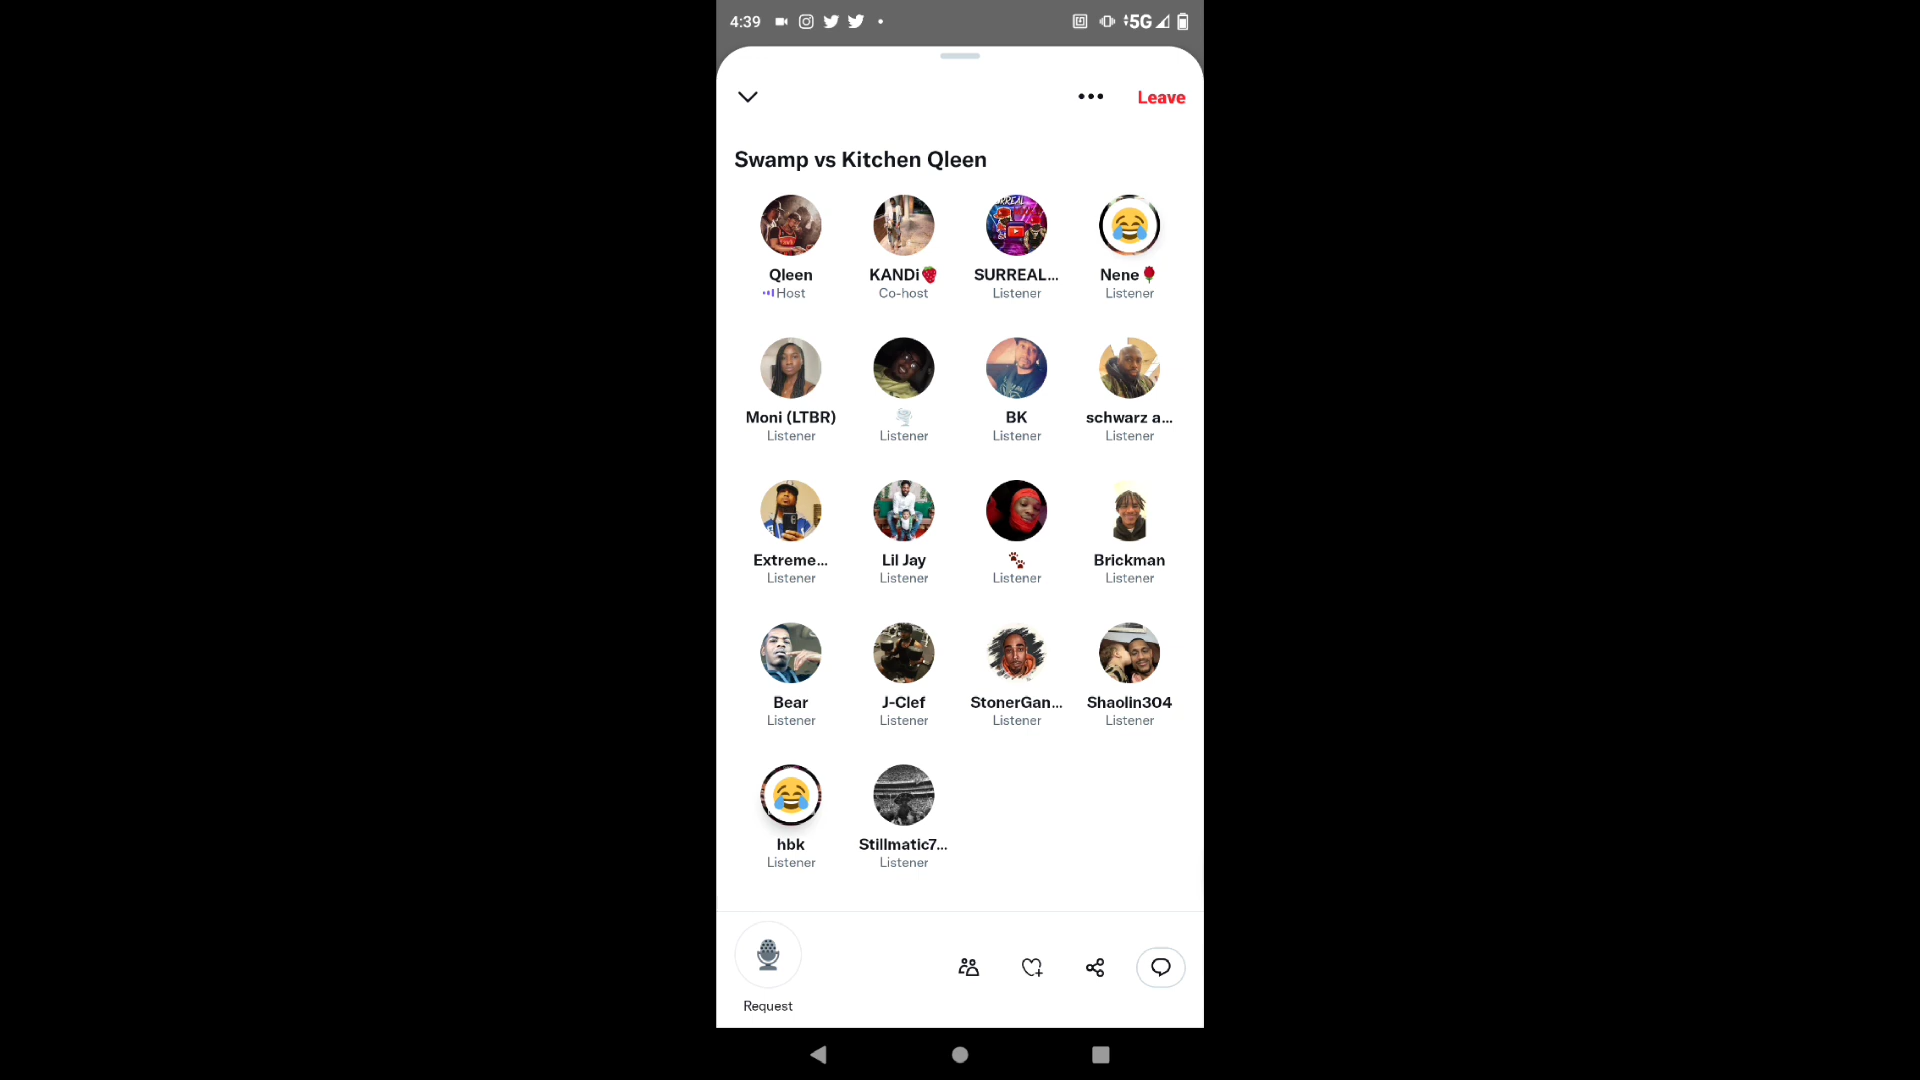 4:39
5G
Leave
Swamp vs Kitchen Qleen
Qleen KANDi🍓 SURREAL... Nene🌹
Host Co-host Listener Listener
Moni (LTBR) 🌪️ BK schwarz a...
Listener Listener Listener Listener
Extreme... Lil Jay 🐾 Brickman
Listener Listener Listener Listener
Bear J-Clef StonerGan... Shaolin304
Listener Listener Listener Listener
hbk Stillmatic7...
Listener Listener
Request